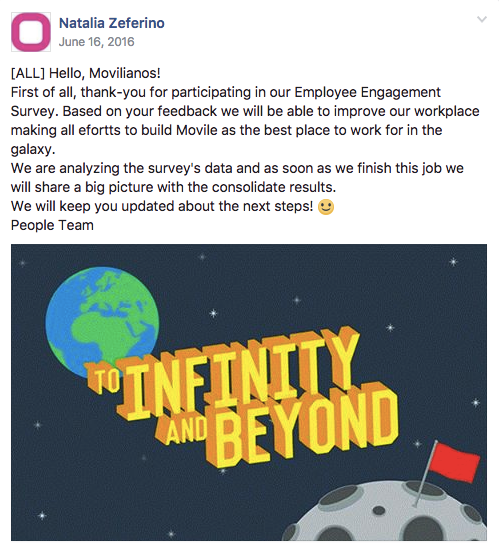 Natalia Zeferino
June 16, 2016
[ALL] Hello, Movilianos!
First of all, thank-you for participating in our Employee Engagement
Survey. Based on your feedback we will be able to improve our workplace
making all efortts to build Movile as the best place to work for in the
galaxy.
We are analyzing the survey's data and as soon as we finish this job we
will share a big picture with the consolidate results.
We will keep you updated about the next steps! 🙂
People Team
TO INFINITY
AND BEYOND